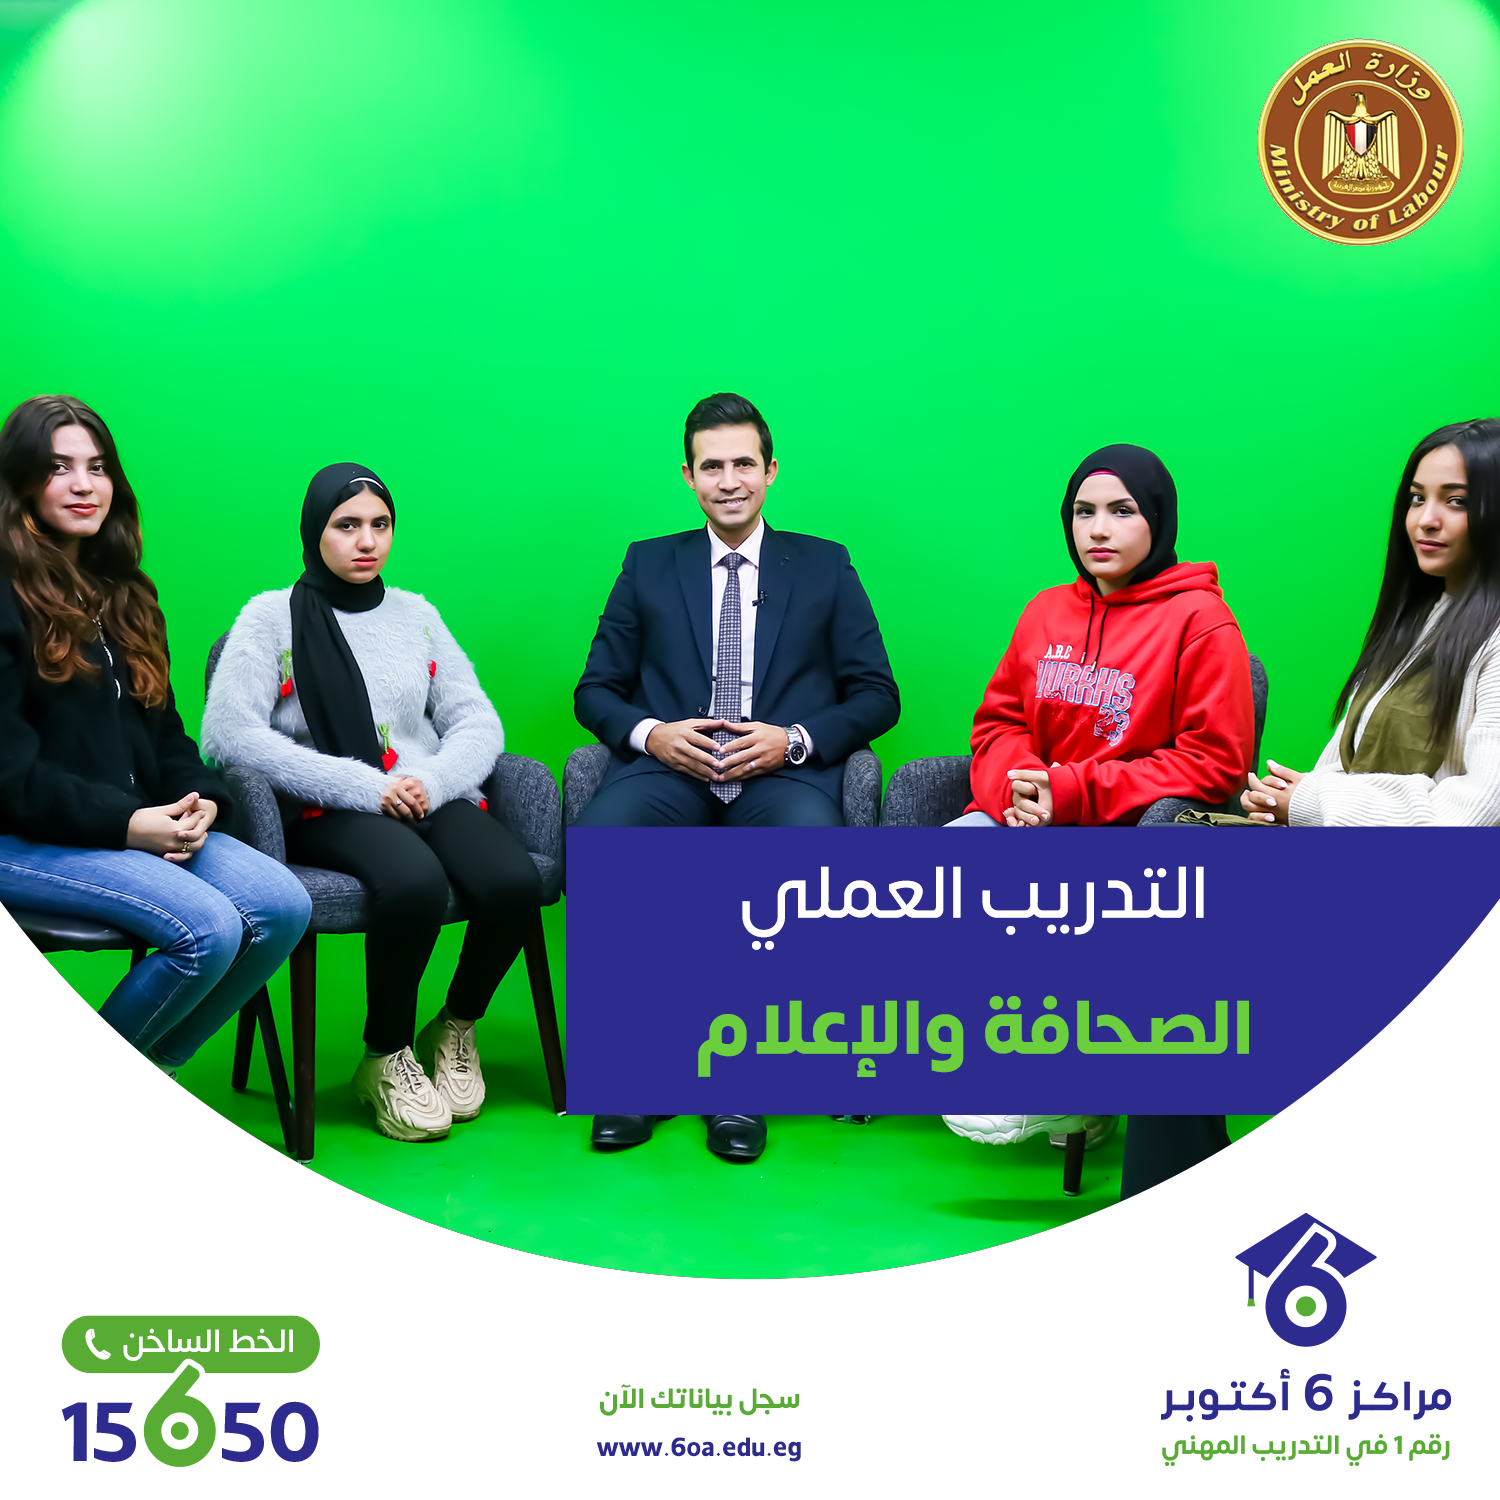 وزارة العمل
Ministry of Labour
A.B.C
23
التدريب العملي
الصحافة والإعلام
مراكز 6 أكتوبر
رقم 1 في التدريب المهني
سجل بياناتك الآن
www.6oa.edu.eg
الخط الساخن
15650